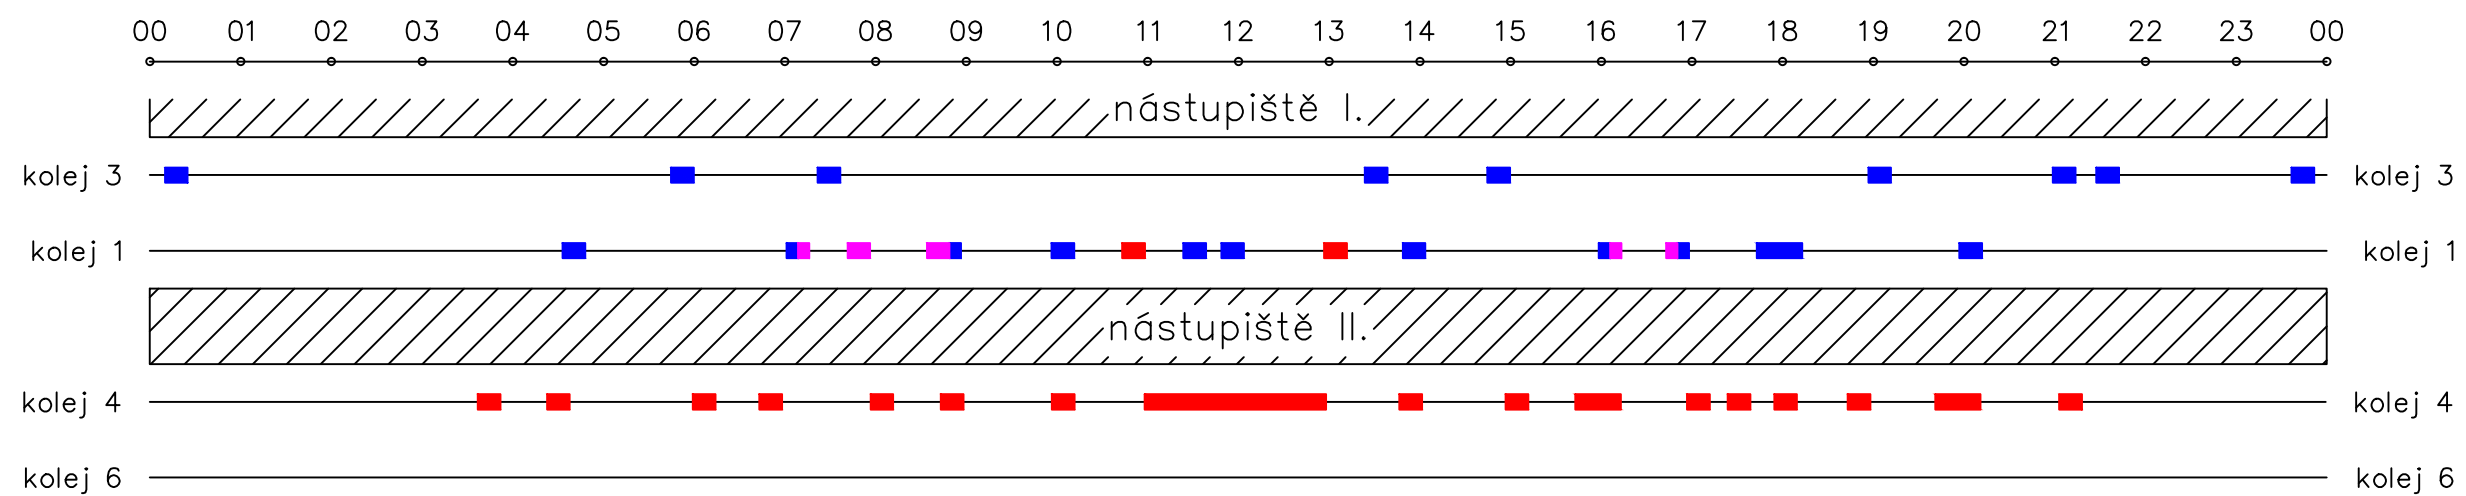 00 01 02 03 04 05 06 07 08 09 10 11 12 13 14 15 16 17 18 19 20 21 22 23 00
nástupiště I.
kolej 3 kolej 3
kolej 1 kolej 1
nástupiště II.
kolej 4 kolej 4
kolej 6 kolej 6